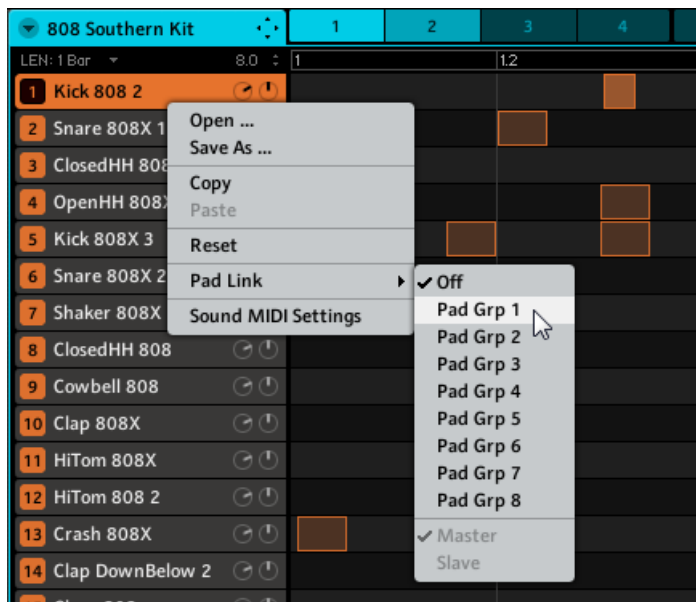 808 Southern Kit 1 2 3 4
LEN: 1 Bar 8.0 1 1.2
1 Kick 808 2
2 Snare 808X 1
3 ClosedHH 808
4 OpenHH 808X
5 Kick 808X 3
6 Snare 808X 2
7 Shaker 808X
8 ClosedHH 808
9 Cowbell 808
10 Clap 808X
11 HiTom 808X
12 HiTom 808 2
13 Crash 808X
14 Clap DownBelow 2
Open ...
Save As ...
Copy
Paste
Reset
Pad Link
Sound MIDI Settings
Off
Pad Grp 1
Pad Grp 2
Pad Grp 3
Pad Grp 4
Pad Grp 5
Pad Grp 6
Pad Grp 7
Pad Grp 8
Master
Slave